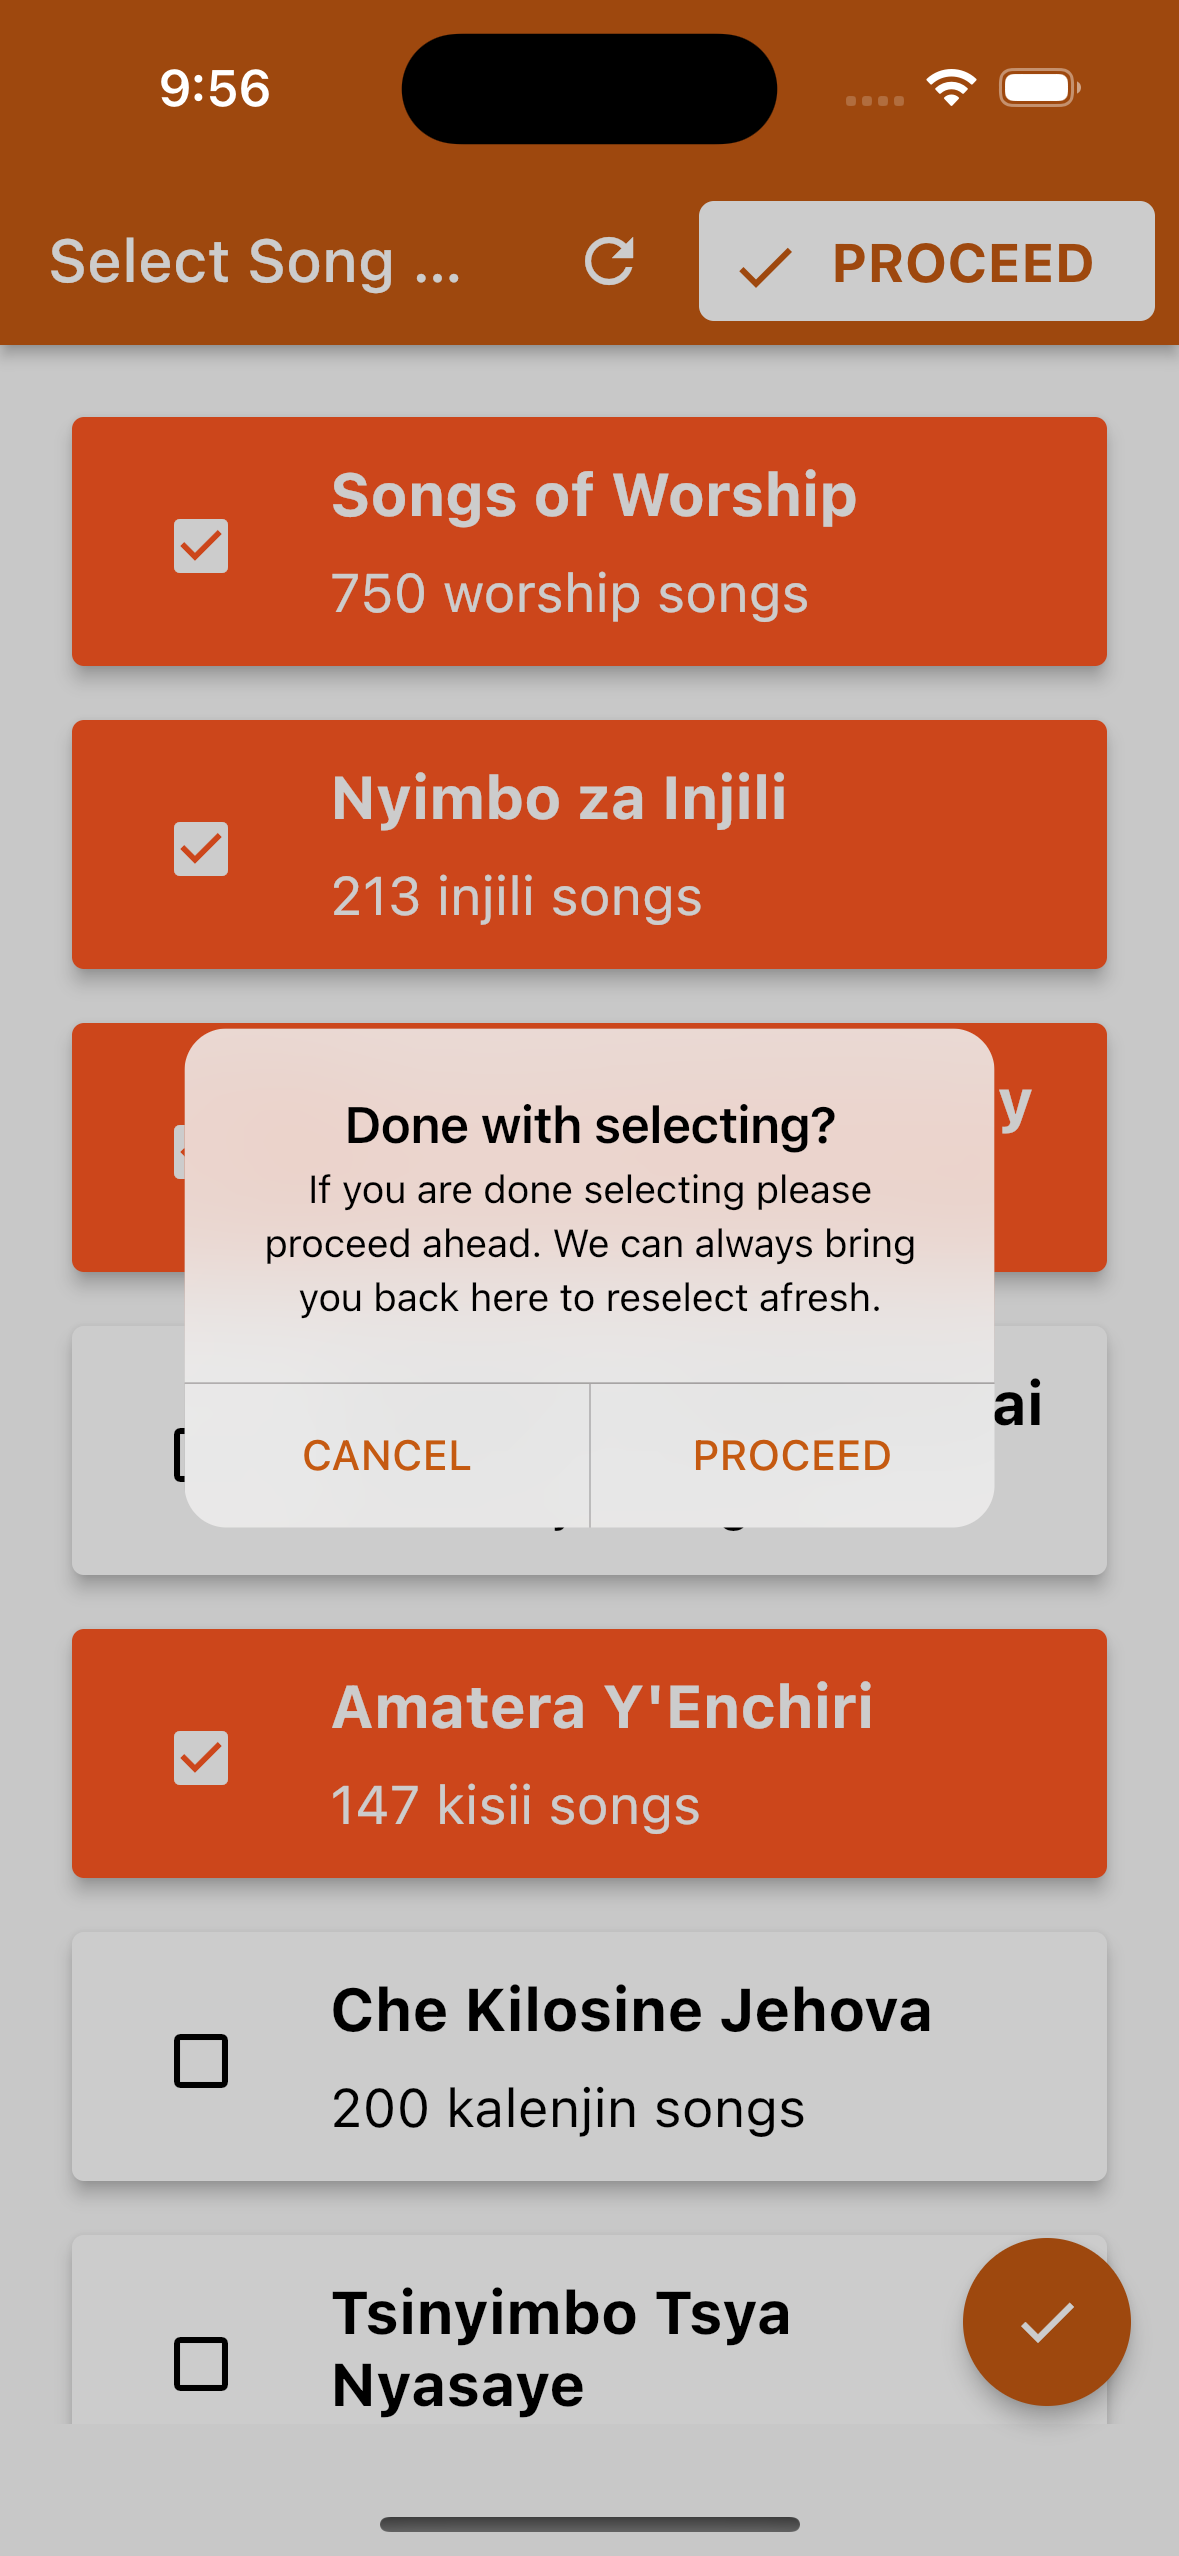 9:56
Select Song ...
PROCEED
Songs of Worship
750 worship songs
Nyimbo za Injili
213 injili songs
Done with selecting?
If you are done selecting please
proceed ahead. We can always bring
you back here to reselect afresh.
CANCEL
PROCEED
Amatera Y'Enchiri
147 kisii songs
Che Kilosine Jehova
200 kalenjin songs
Tsinyimbo Tsya
Nyasaye